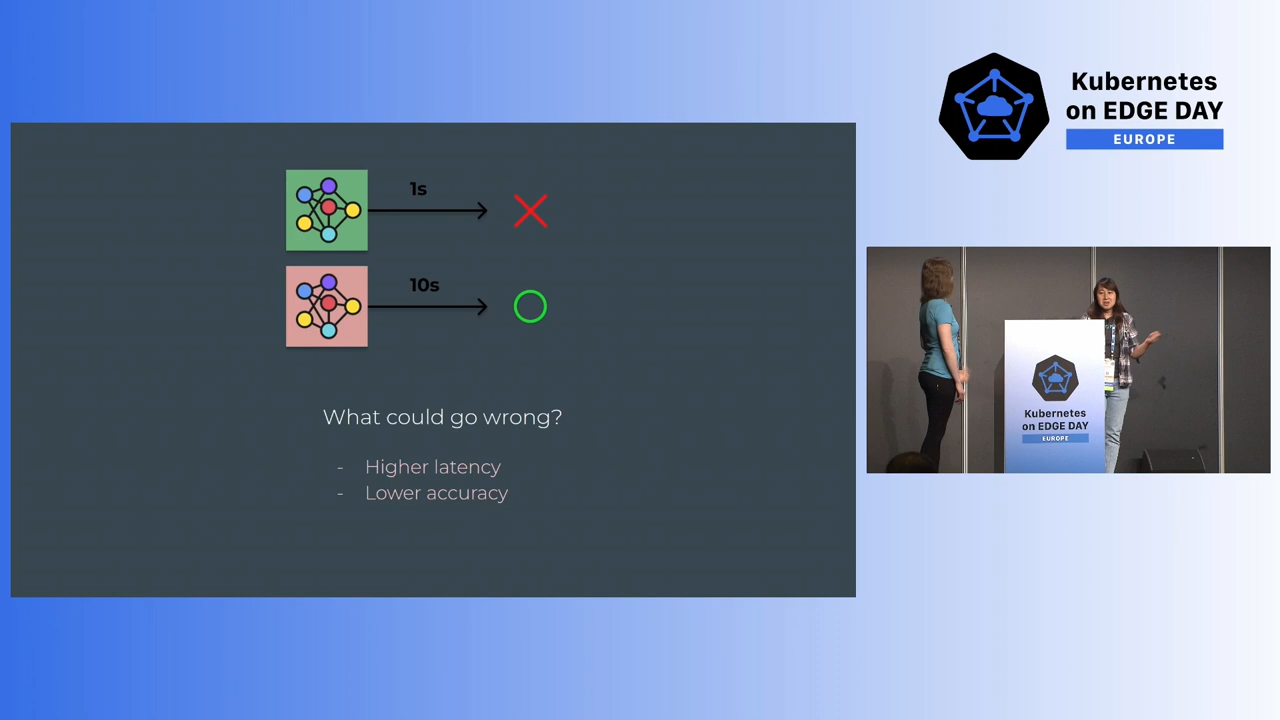 Kubernetes
on EDGE DAY
EUROPE
1s
10s
What could go wrong?
- Higher latency
- Lower accuracy
Kubernetes
on EDGE DAY
EUROPE